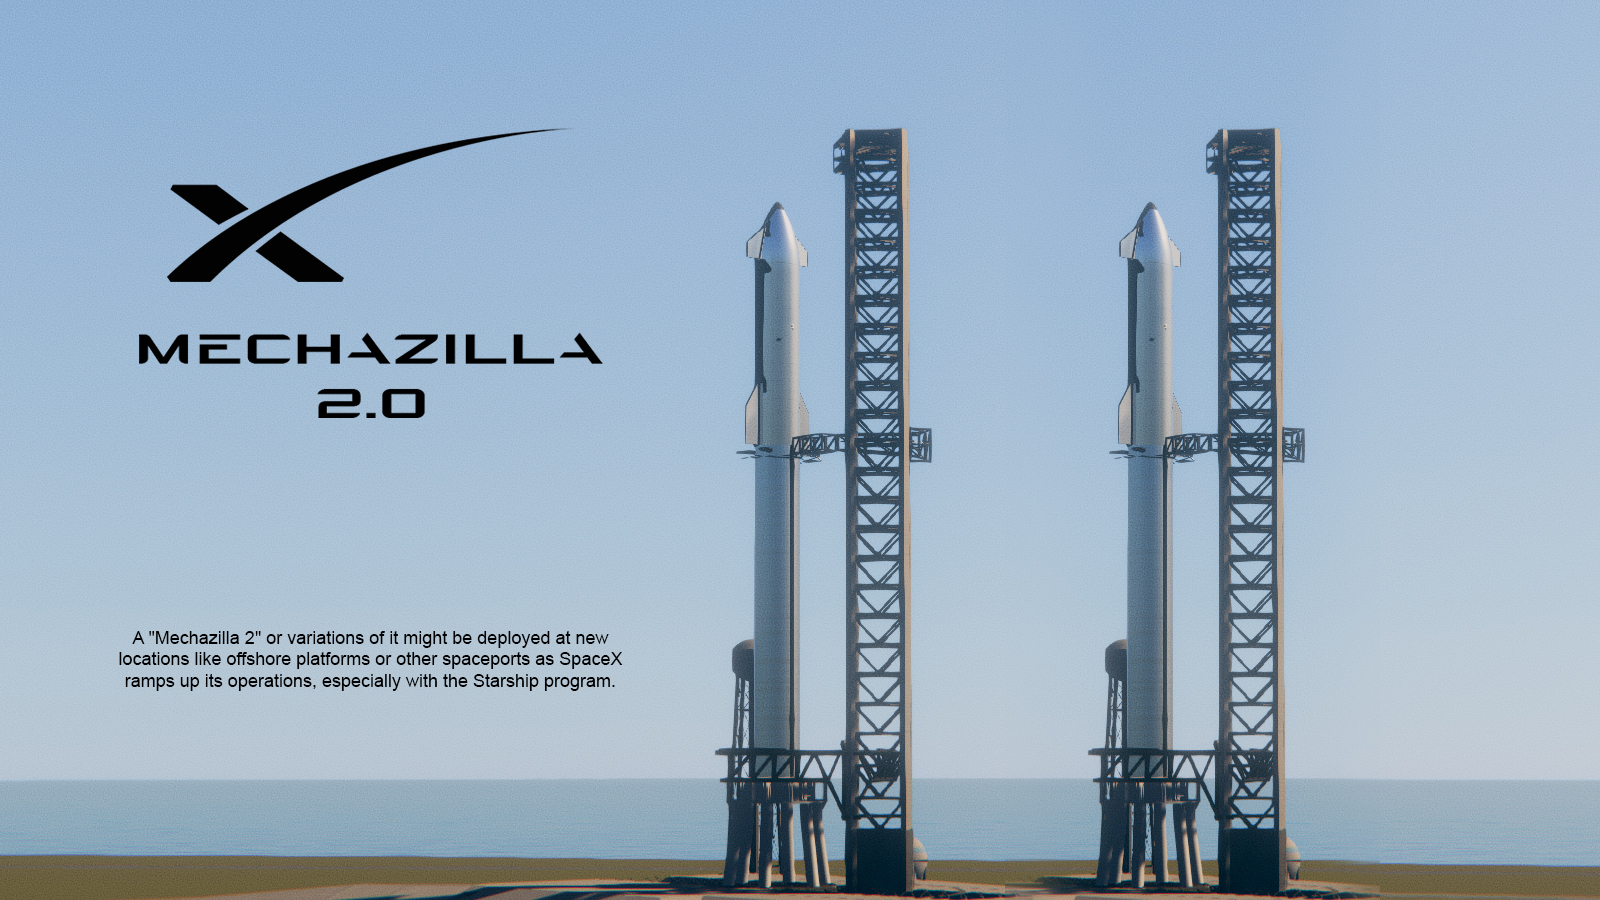 MECHAZILLA
2.0
A "Mechazilla 2" or variations of it might be deployed at new
locations like offshore platforms or other spaceports as SpaceX
ramps up its operations, especially with the Starship program.